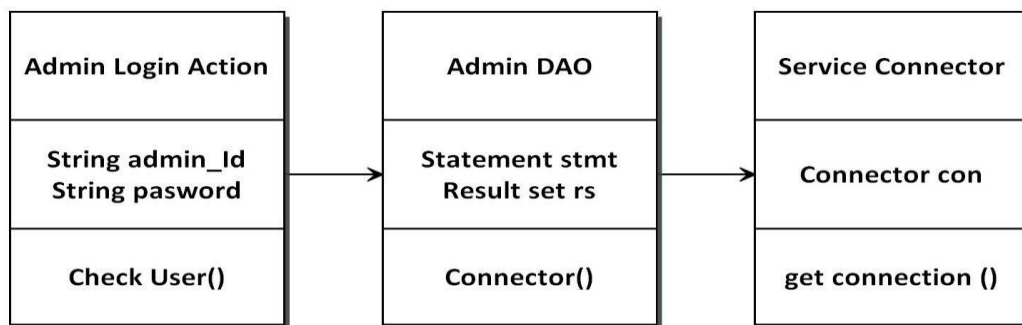 Admin Login Action
String admin_Id
String pasword
Check User()
Admin DAO
Statement stmt
Result set rs
Connector()
Service Connector
Connector con
get connection ()